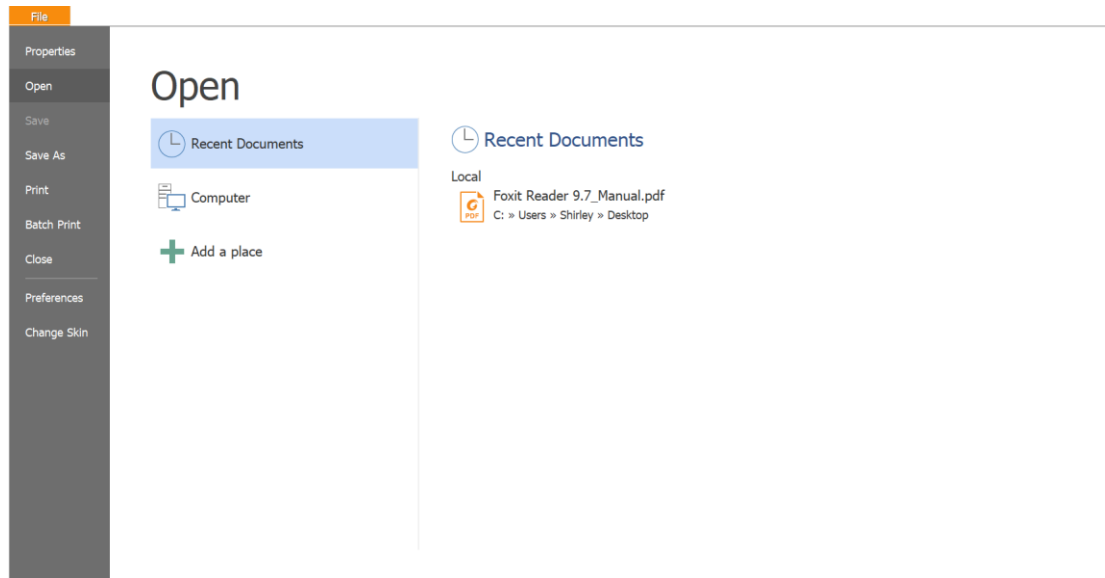 File
Properties
Open
Save
Save As
Print
Batch Print
Close
Preferences
Change Skin
Open
Recent Documents
Computer
Add a place
Recent Documents
Local
Foxit Reader 9.7_Manual.pdf
PDF
C: » Users » Shirley » Desktop